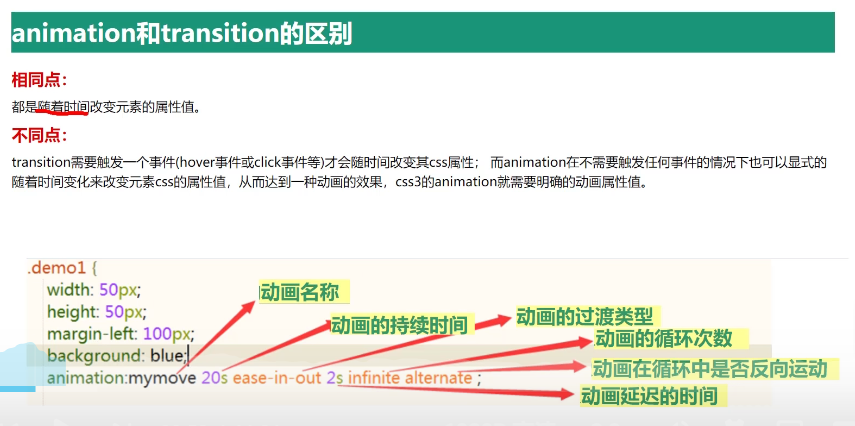 animation和transition的区别
相同点：
都是随着时间改变元素的属性值。
不同点：
transition需要触发一个事件(hover事件或click事件等)才会随时间改变其css属性； 而animation在不需要触发任何事件的情况下也可以显式的
随着时间变化来改变元素css的属性值，从而达到一种动画的效果，css3的animation就需要明确的动画属性值。
.demo1 {
width: 50px;
动画名称
height: 50px;
动画的持续时间
动画的过渡类型
margin-left: 100px;
动画的循环次数
background: blue;
动画在循环中是否反向运动
animation:mymove 20s ease-in-out 2s infinite alternate ;
动画延迟的时间